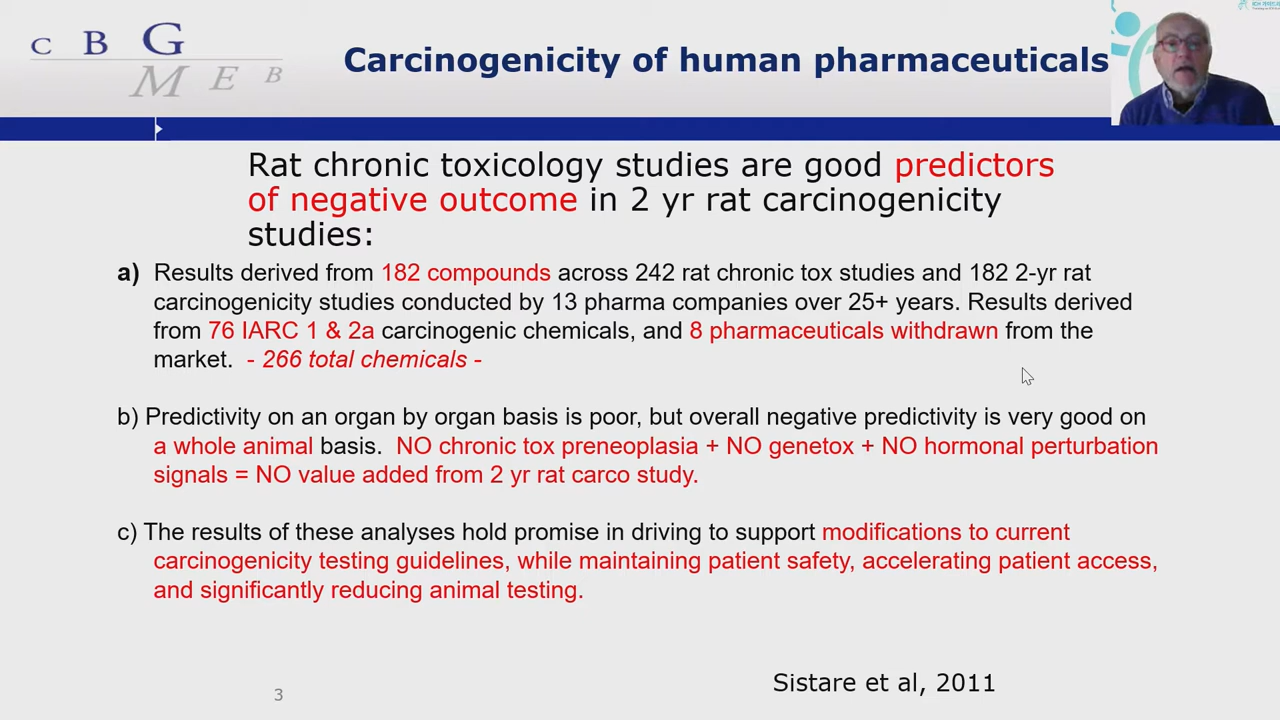 C B G
M E B
Carcinogenicity of human pharmaceuticals
Rat chronic toxicology studies are good predictors
of negative outcome in 2 yr rat carcinogenicity
studies:
a) Results derived from 182 compounds across 242 rat chronic tox studies and 182 2-yr rat
carcinogenicity studies conducted by 13 pharma companies over 25+ years. Results derived
from 76 IARC 1 & 2a carcinogenic chemicals, and 8 pharmaceuticals withdrawn from the
market. - 266 total chemicals -
b) Predictivity on an organ by organ basis is poor, but overall negative predictivity is very good on
a whole animal basis. NO chronic tox preneoplasia + NO genetox + NO hormonal perturbation
signals = NO value added from 2 yr rat carco study.
c) The results of these analyses hold promise in driving to support modifications to current
carcinogenicity testing guidelines, while maintaining patient safety, accelerating patient access,
and significantly reducing animal testing.
3
Sistare et al, 2011